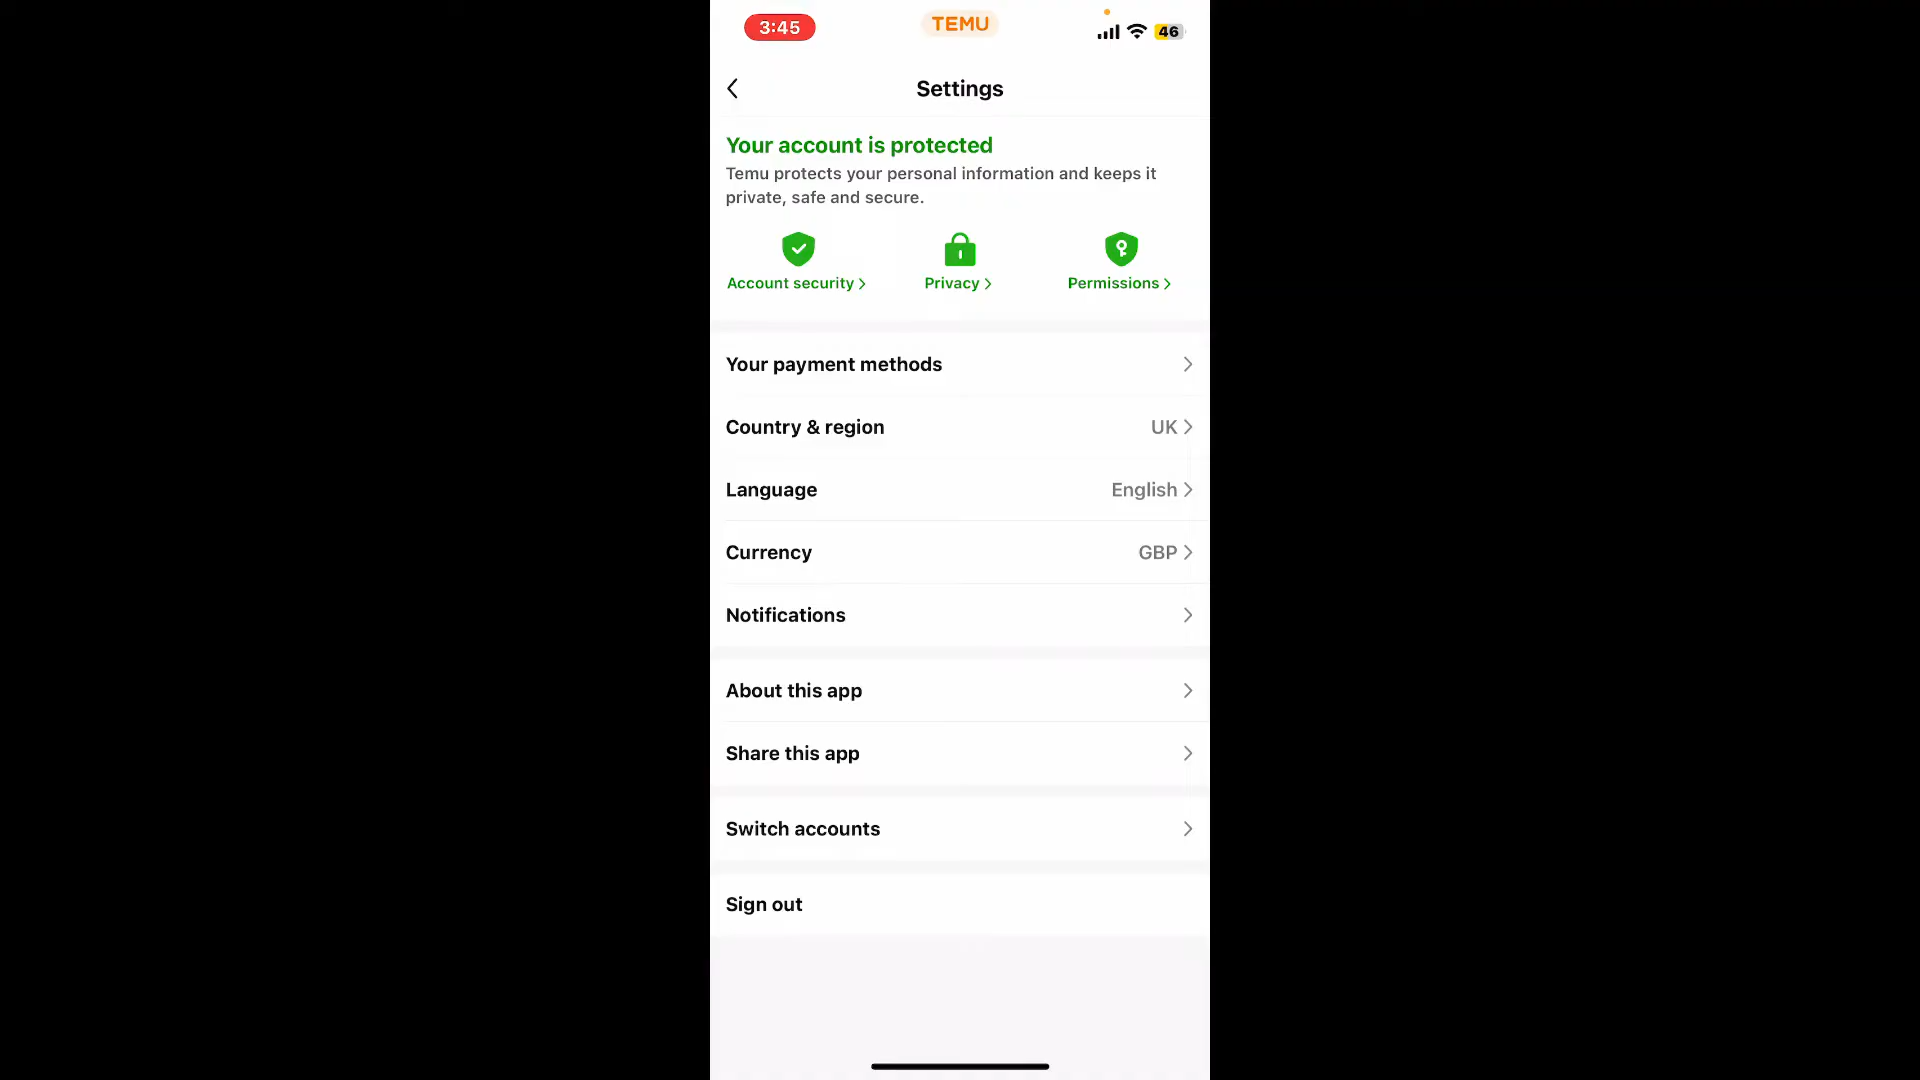 3:45
TEMU
46
Settings
Your account is protected
Temu protects your personal information and keeps it
private, safe and secure.
Account security
Privacy
Permissions
Your payment methods
Country & region UK
Language English
Currency GBP
Notifications
About this app
Share this app
Switch accounts
Sign out